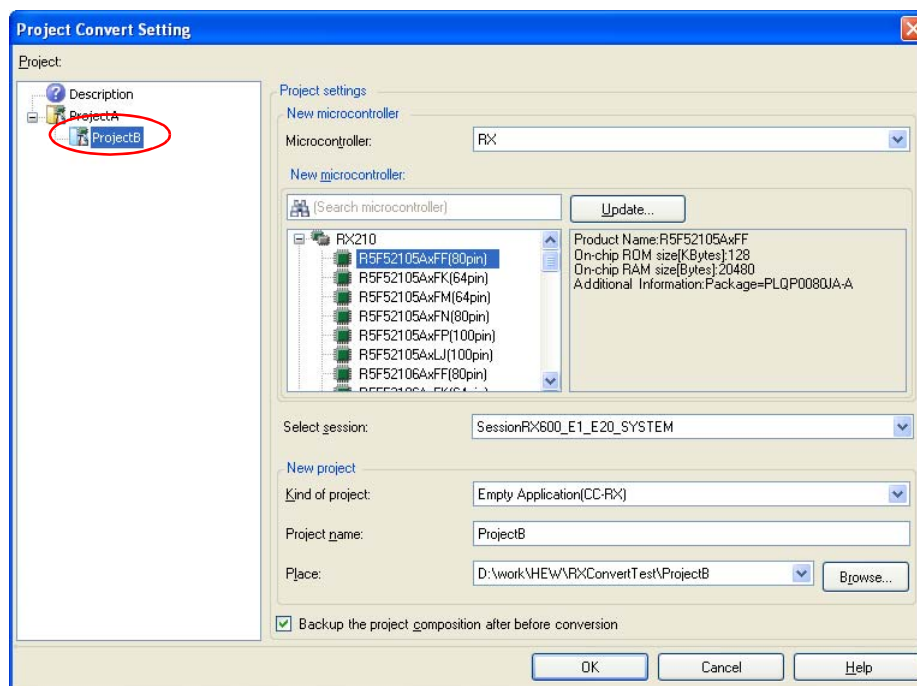 Project Convert Setting
Project:
Description
ProjectA
ProjectB
Project settings
New microcontroller
Microcontroller:
RX
New microcontroller:
(Search microcontroller)
Update...
RX210
R5F52105AxFF(80pin)
R5F52105AxFK(64pin)
R5F52105AxFM(64pin)
R5F52105AxFN(80pin)
R5F52105AxFP(100pin)
R5F52105AxLJ(100pin)
R5F52106AxFF(80pin)
Product Name:R5F52105AxFF
On-chip ROM size[KBytes]:128
On-chip RAM size[Bytes]:20480
Additional Information:Package=PLQP0080JA-A
Select session:
SessionRX600_E1_E20_SYSTEM
New project
Kind of project:
Empty Application(CC-RX)
Project name:
ProjectB
Place:
D:\work\HEW\RXConvertTest\ProjectB
Browse...
Backup the project composition after before conversion
OK
Cancel
Help